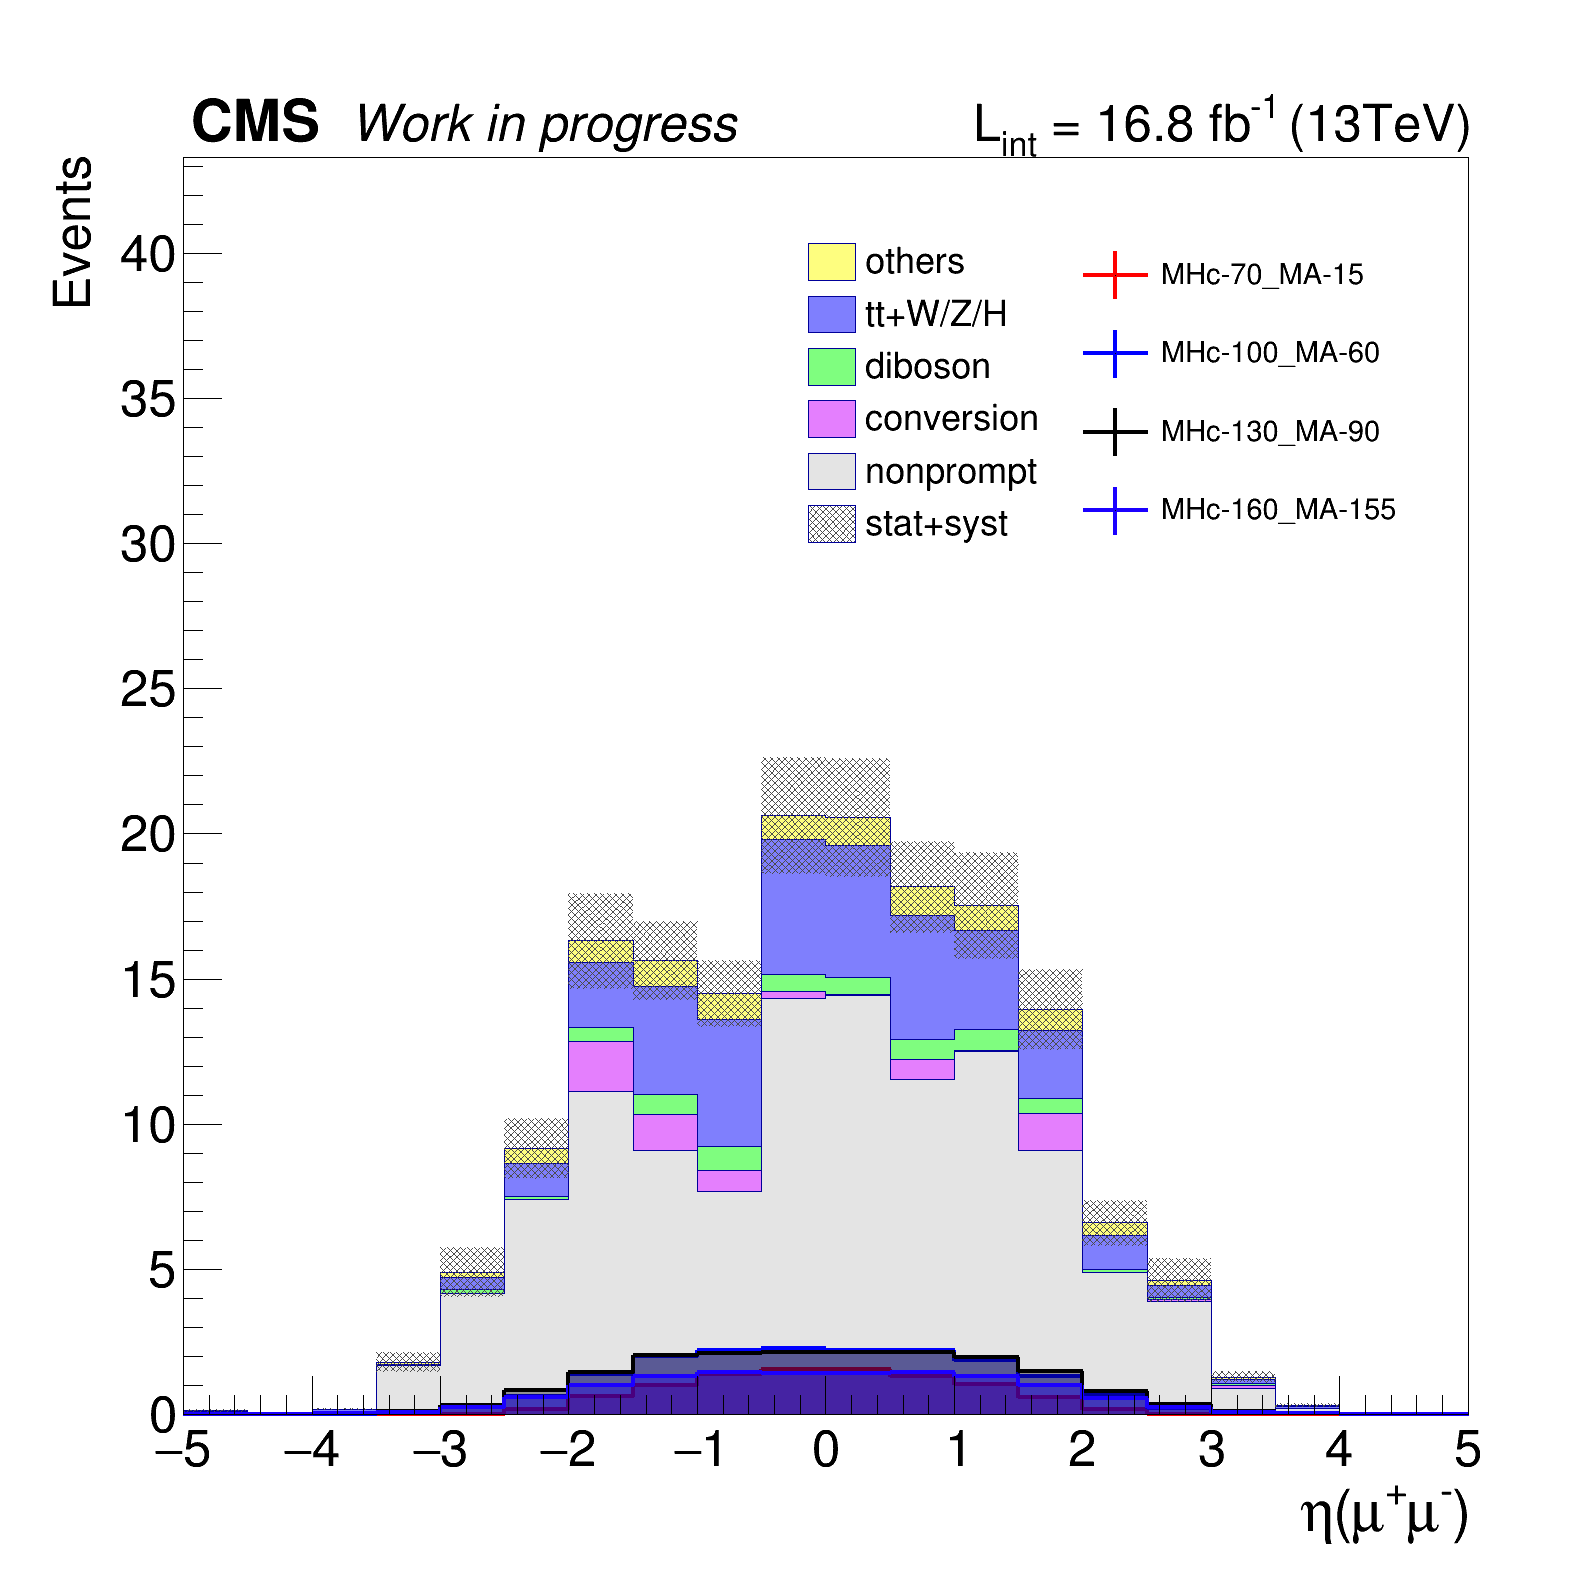 CMS Work in progress L_int = 16.8 fb^-1 (13TeV)
Events
40
35
30
25
20
15
10
5
0
others
tt+W/Z/H
diboson
conversion
nonprompt
stat+syst
MHc-70_MA-15
MHc-100_MA-60
MHc-130_MA-90
MHc-160_MA-155
−5 −4 −3 −2 −1 0 1 2 3 4 5
η(μ⁺μ⁻)